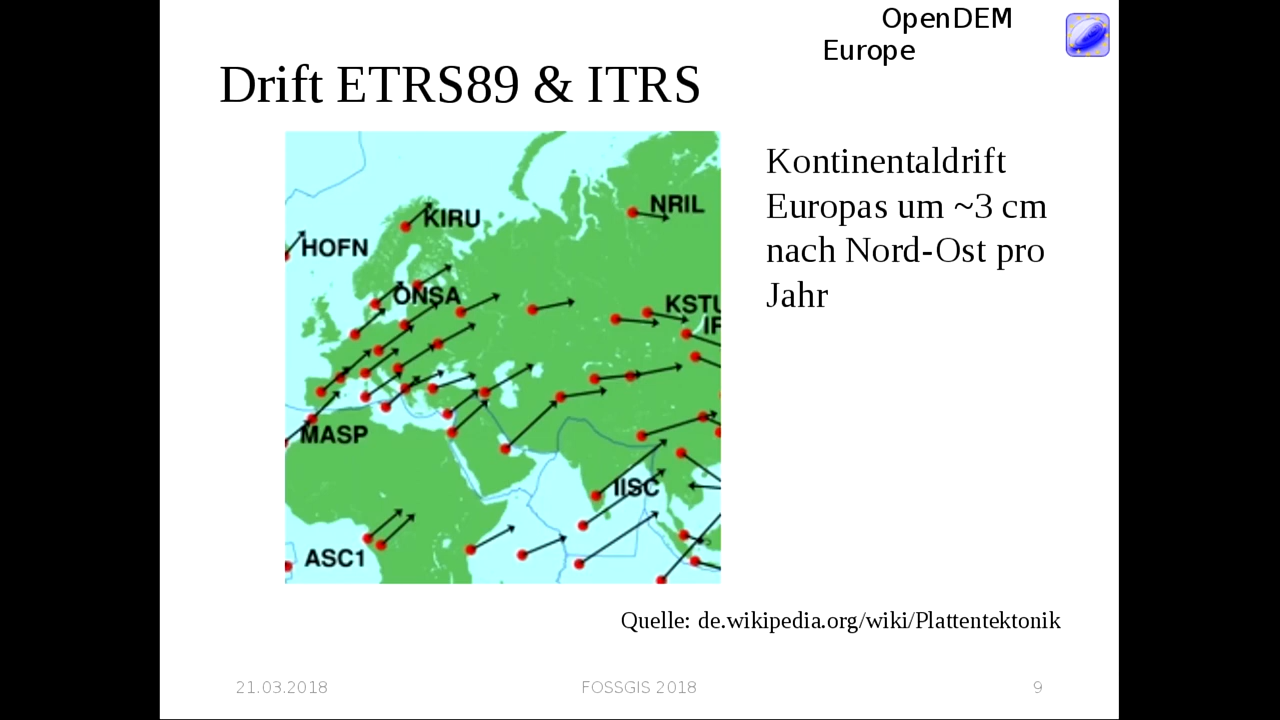 OpenDEM
Europe
Drift ETRS89 & ITRS
Kontinentaldrift
Europas um ~3 cm
nach Nord-Ost pro
Jahr
KIRU
NRIL
HOFN
ONSA
KSTU
MASP
IISC
ASC1
Quelle: de.wikipedia.org/wiki/Plattentektonik
21.03.2018
FOSSGIS 2018
9